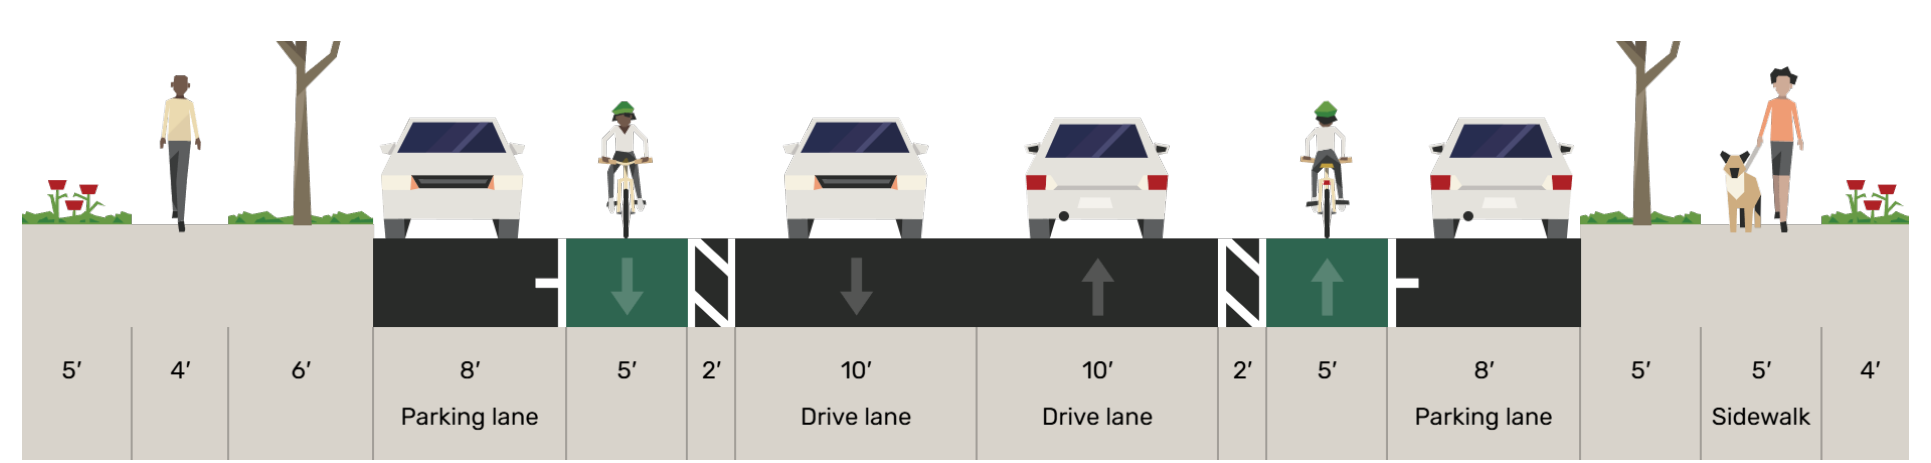 5′ 4′ 6′ 8′ 5′ 2′ 10′ 10′ 2′ 5′ 8′ 5′ 5′ 4′
Parking lane Drive lane Drive lane Parking lane Sidewalk